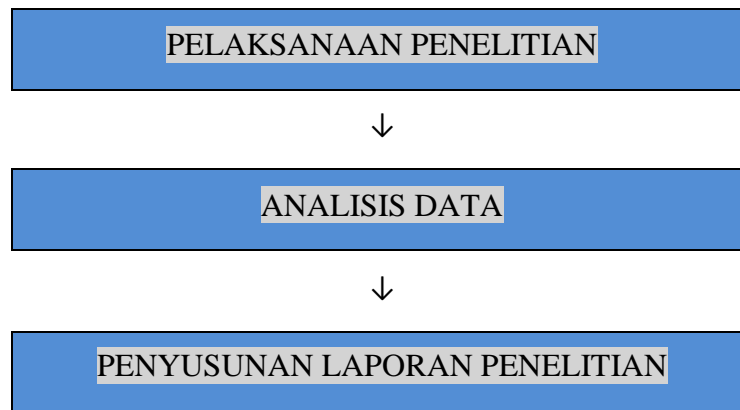 PELAKSANAAN PENELITIAN
↓
ANALISIS DATA
↓
PENYUSUNAN LAPORAN PENELITIAN